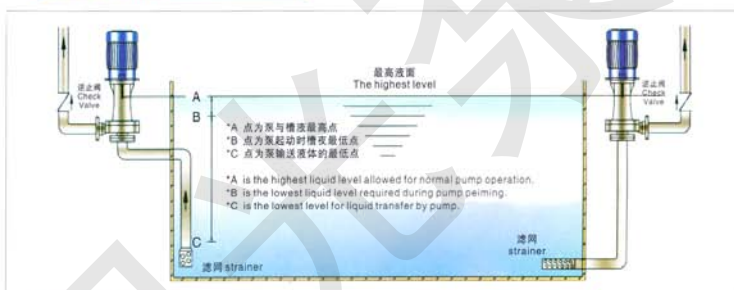 最高液面
The highest level
逆止阀
Check
Valve
逆止阀
Check
Valve
A
B
*A 点为泵与槽液最高点
*B 点为泵起动时槽夜最低点
*C 点为泵输送液体的最低点
*A is the highest liquid level allowed for normal pump operation.
*B is the lowest liquid level required during pump peiming.
*C is the lowest level for liquid transfer by pump.
C
滤网 strainer
滤网
strainer